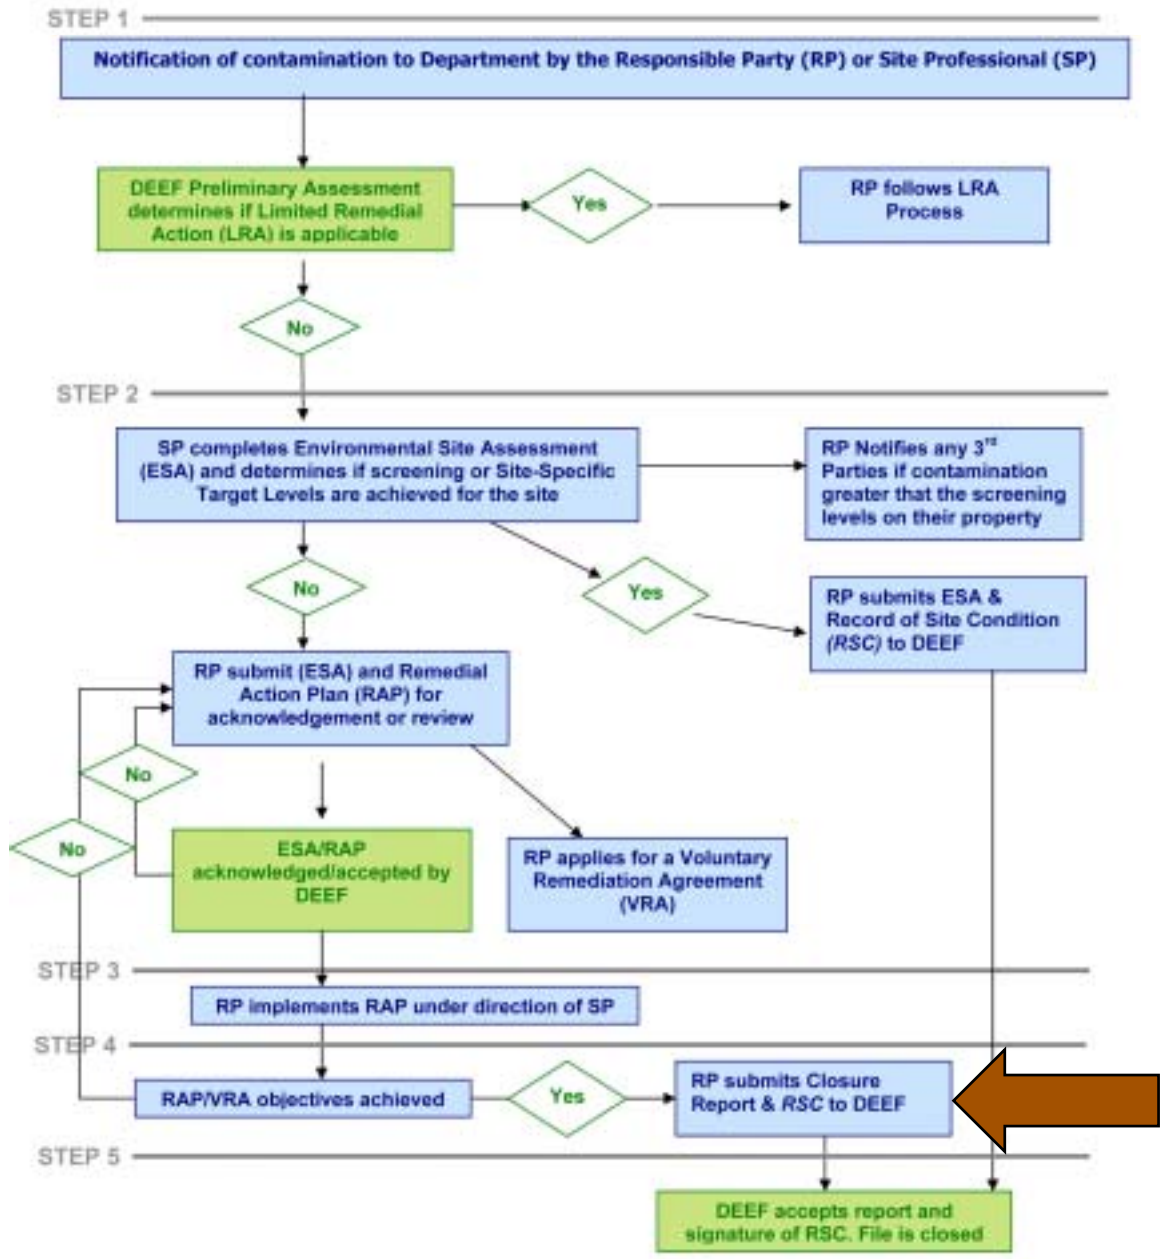 STEP 1
Notification of contamination to Department by the Responsible Party (RP) or Site Professional (SP)
DEEF Preliminary Assessment
determines if Limited Remedial
Action (LRA) is applicable
Yes
RP follows LRA
Process
No
STEP 2
SP completes Environmental Site Assessment
(ESA) and determines if screening or Site-Specific
Target Levels are achieved for the site
RP Notifies any 3rd
Parties if contamination
greater that the screening
levels on their property
No
Yes
RP submits ESA &
Record of Site Condition
(RSC) to DEEF
RP submit (ESA) and Remedial
Action Plan (RAP) for
acknowledgement or review
No
No
ESA/RAP
acknowledged/accepted by
DEEF
RP applies for a Voluntary
Remediation Agreement
(VRA)
STEP 3
RP implements RAP under direction of SP
STEP 4
RAP/VRA objectives achieved
Yes
RP submits Closure
Report & RSC to DEEF
STEP 5
DEEF accepts report and
signature of RSC. File is closed